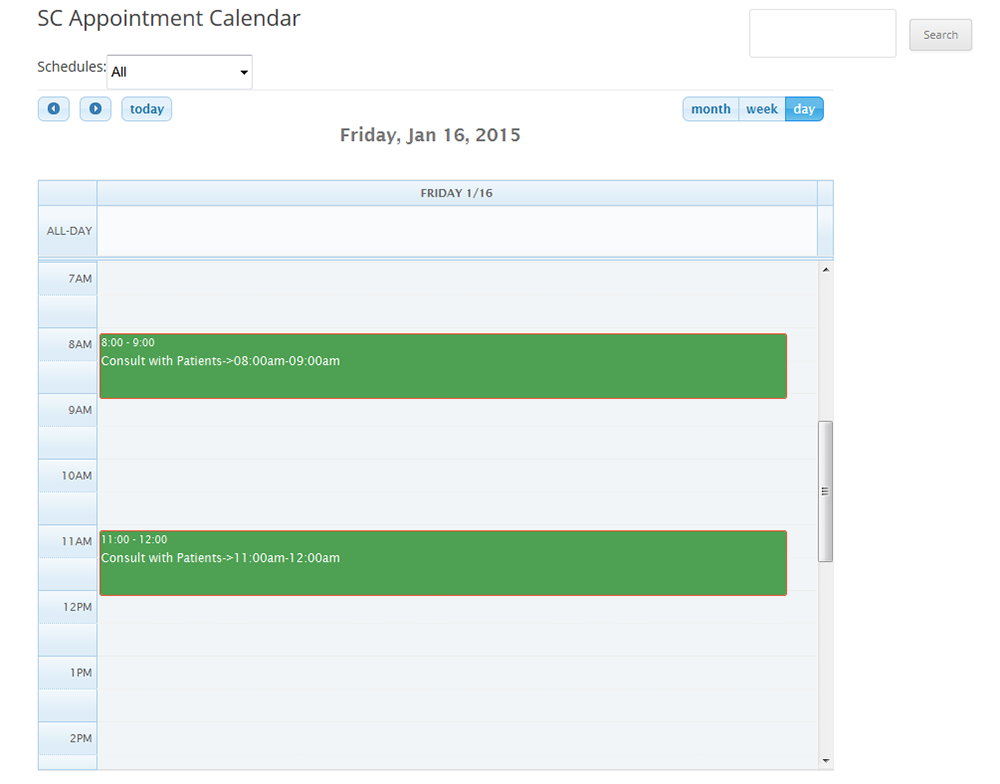 SC Appointment Calendar
Search
Schedules: All
today
month week day
Friday, Jan 16, 2015
FRIDAY 1/16
ALL-DAY
7AM
8AM
8:00 - 9:00
Consult with Patients->08:00am-09:00am
9AM
10AM
11AM
11:00 - 12:00
Consult with Patients->11:00am-12:00am
12PM
1PM
2PM